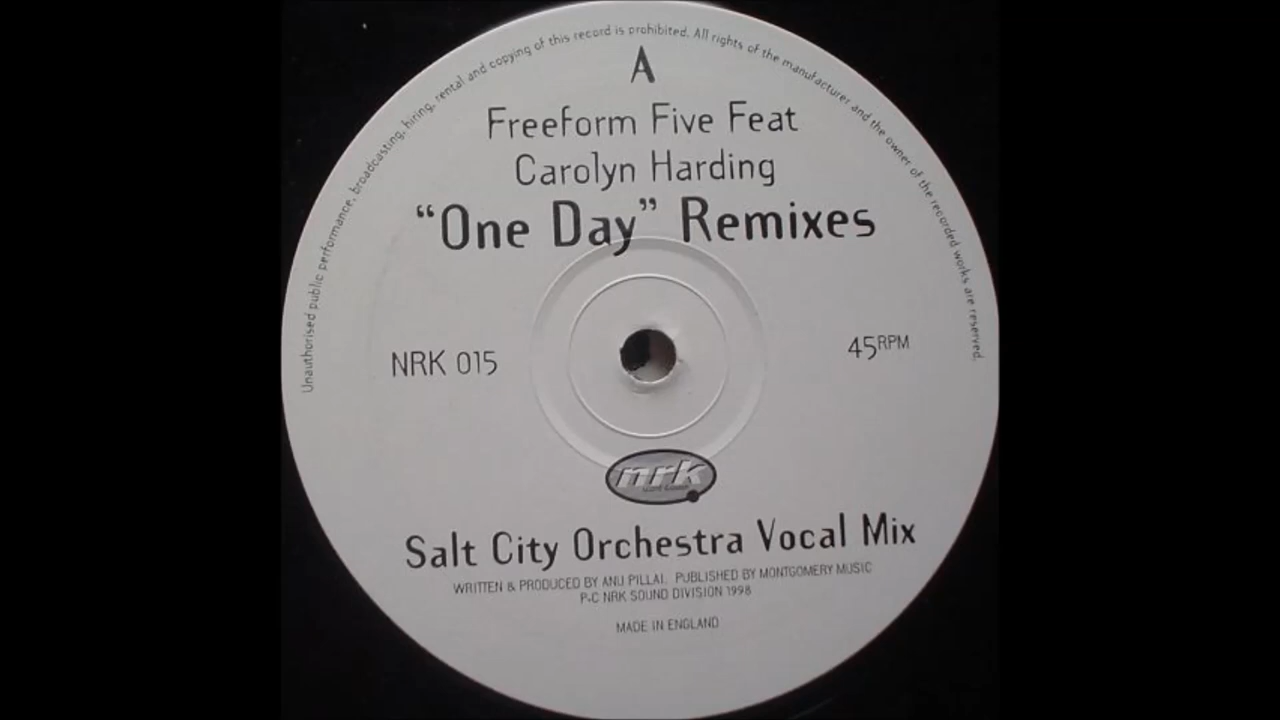 Unauthorised public performance, broadcasting, hiring, rental and copying of this record is prohibited. All rights of the manufacturer and the owner of the recorded works are reserved.
A
Freeform Five Feat
Carolyn Harding
“One Day” Remixes
NRK 015
45RPM
nrk
Salt City Orchestra Vocal Mix
WRITTEN & PRODUCED BY ANU PILLAI. PUBLISHED BY MONTGOMERY MUSIC
P+C NRK SOUND DIVISION 1998
MADE IN ENGLAND